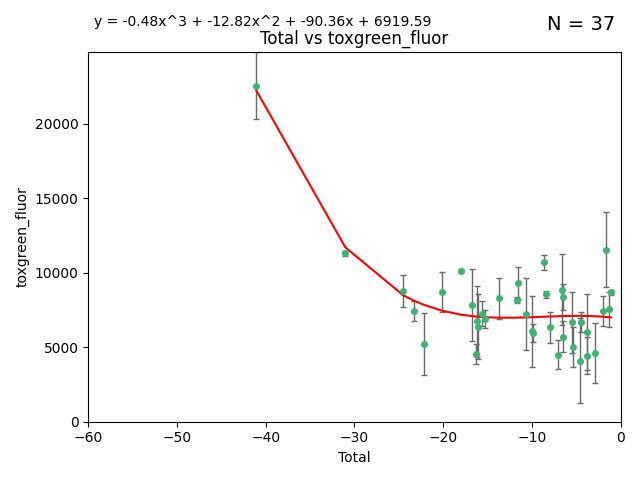 y = -0.48x^3 + -12.82x^2 + -90.36x + 6919.59
N = 37
Total vs toxgreen_fluor
toxgreen_fluor
20000
15000
10000
5000
0
−60
−50
−40
−30
−20
−10
0
Total